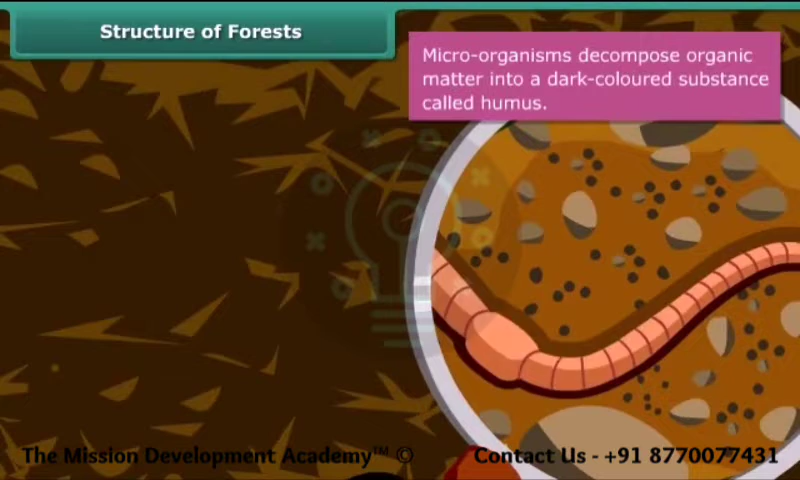 Structure of Forests
Micro-organisms decompose organic
matter into a dark-coloured substance
called humus.
The Mission Development Academy™ © Contact Us - +91 8770077431